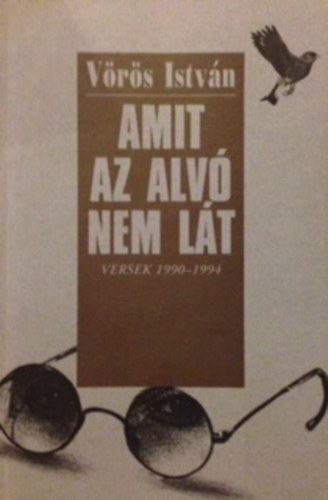 Vörös István
AMIT
AZ ALVÓ
NEM LÁT
VERSEK 1990–1994